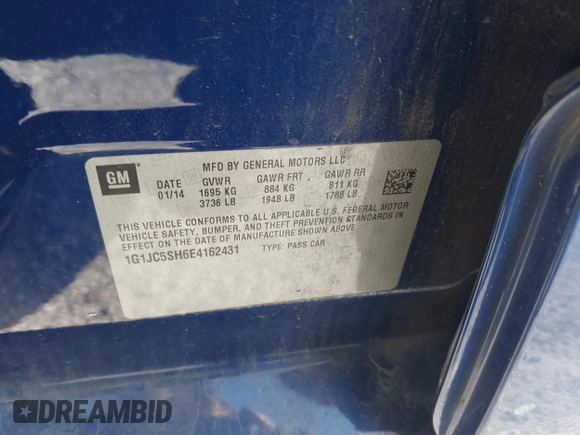 GM
MFD BY GENERAL MOTORS LLC
DATE GVWR GAWR FRT GAWR RR
01/14 1695 KG 884 KG 811 KG
3736 LB 1948 LB 1788 LB
THIS VEHICLE CONFORMS TO ALL APPLICABLE U.S. FEDERAL MOTOR
VEHICLE SAFETY, BUMPER, AND THEFT PREVENTION STANDARDS IN
EFFECT ON THE DATE OF MANUFACTURE SHOWN ABOVE.
1G1JC5SH6E4162431 TYPE: PASS CAR
DREAMBID